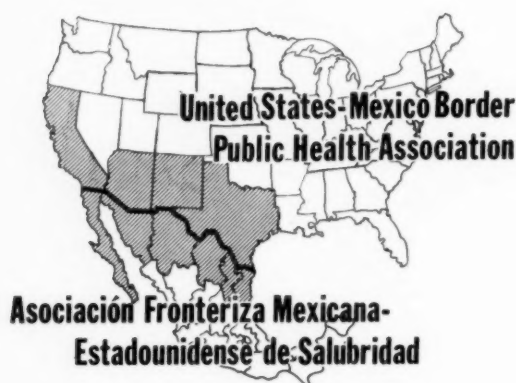 United States-Mexico Border
Public Health Association
Asociación Fronteriza Mexicana-
Estadounidense de Salubridad